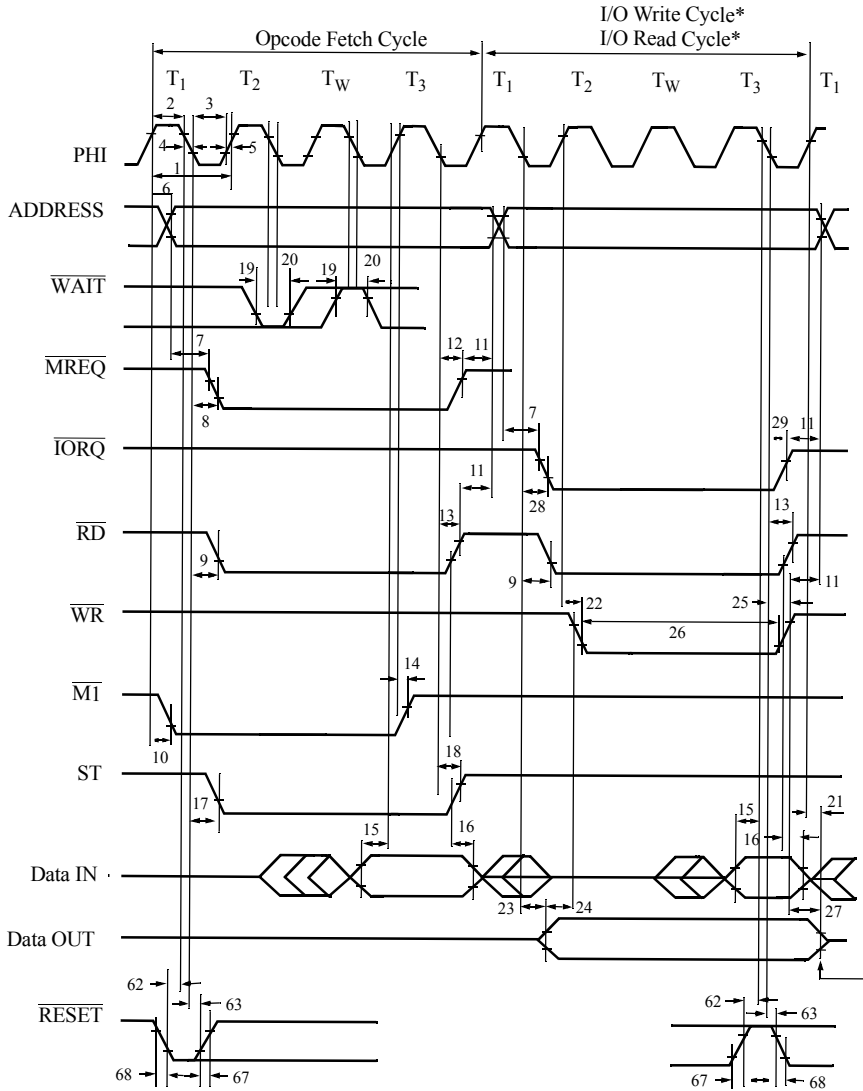 I/O Write Cycle*
Opcode Fetch Cycle I/O Read Cycle*
T1 T2 TW T3 T1 T2 TW T3 T1
2 3
PHI 4 5
1
6
ADDRESS
19 20 19 20
WAIT
7 12 11
MREQ
8
7 29 11
IORQ
11 28
13 13
RD
9 9 11
22 25
WR 26
14
M1
10 18
ST
17 21
15 16 15 16
Data IN
23 24 27
Data OUT
62 63 62 63
RESET
68 67 67 68